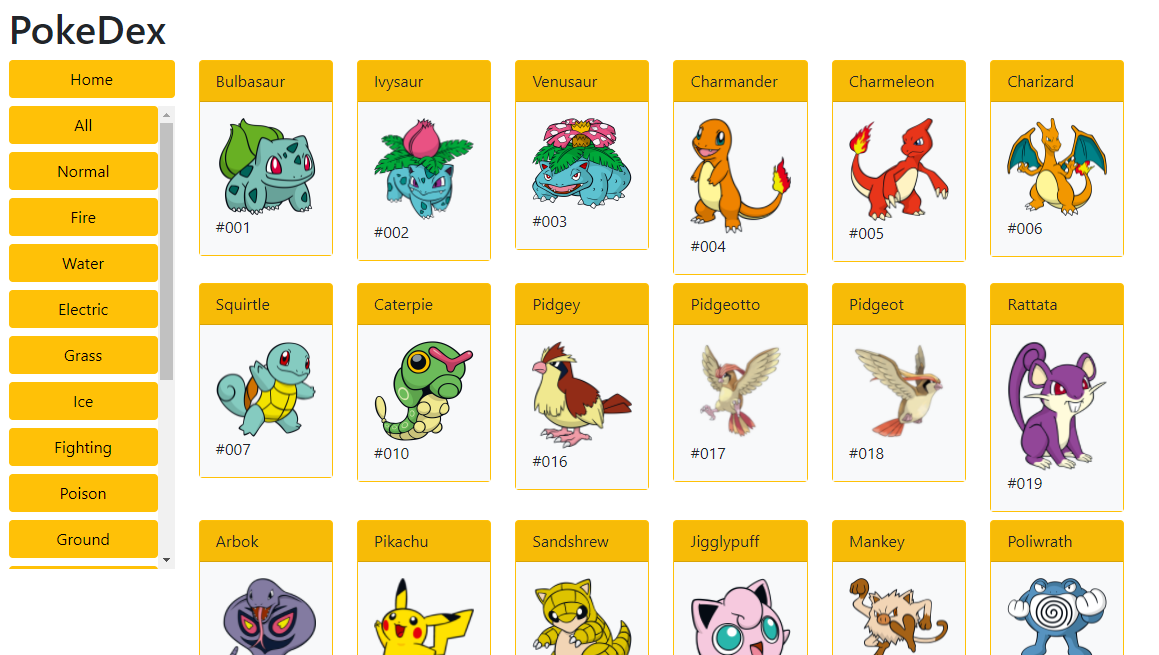 PokeDex
Home
All
Normal
Fire
Water
Electric
Grass
Ice
Fighting
Poison
Ground
Bulbasaur
#001
Ivysaur
#002
Venusaur
#003
Charmander
#004
Charmeleon
#005
Charizard
#006
Squirtle
#007
Caterpie
#010
Pidgey
#016
Pidgeotto
#017
Pidgeot
#018
Rattata
#019
Arbok
Pikachu
Sandshrew
Jigglypuff
Mankey
Poliwrath